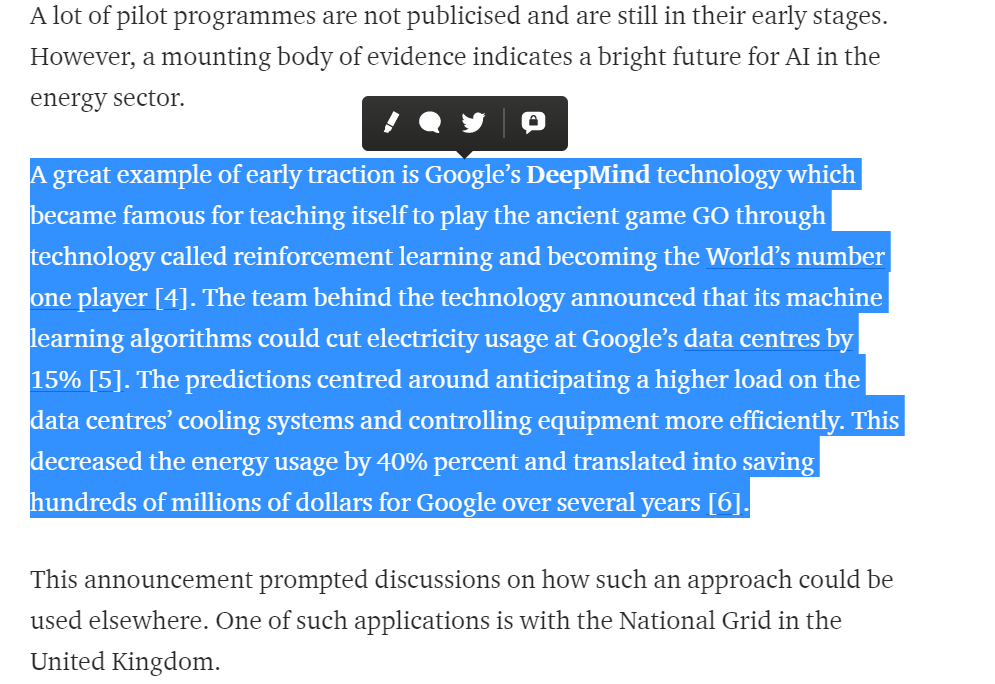 A lot of pilot programmes are not publicised and are still in their early stages.
However, a mounting body of evidence indicates a bright future for AI in the
energy sector.
A great example of early traction is Google’s DeepMind technology which
became famous for teaching itself to play the ancient game GO through
technology called reinforcement learning and becoming the World’s number
one player [4]. The team behind the technology announced that its machine
learning algorithms could cut electricity usage at Google’s data centres by
15% [5]. The predictions centred around anticipating a higher load on the
data centres’ cooling systems and controlling equipment more efficiently. This
decreased the energy usage by 40% percent and translated into saving
hundreds of millions of dollars for Google over several years [6].
This announcement prompted discussions on how such an approach could be
used elsewhere. One of such applications is with the National Grid in the
United Kingdom.